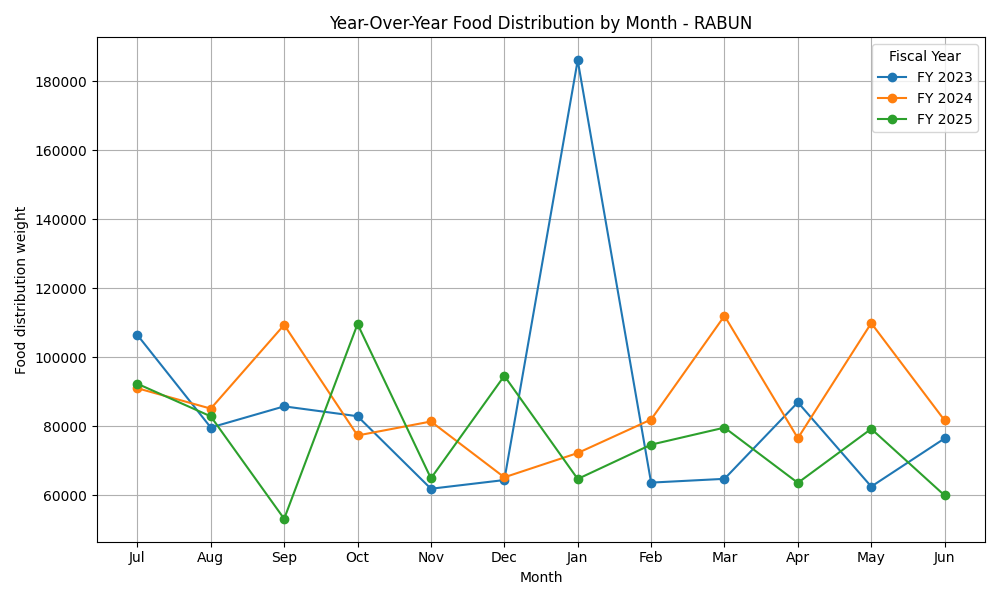 Year-Over-Year Food Distribution by Month - RABUN
Fiscal Year
FY 2023
FY 2024
FY 2025
Food distribution weight
180000
160000
140000
120000
100000
80000
60000
Jul Aug Sep Oct Nov Dec Jan Feb Mar Apr May Jun
Month